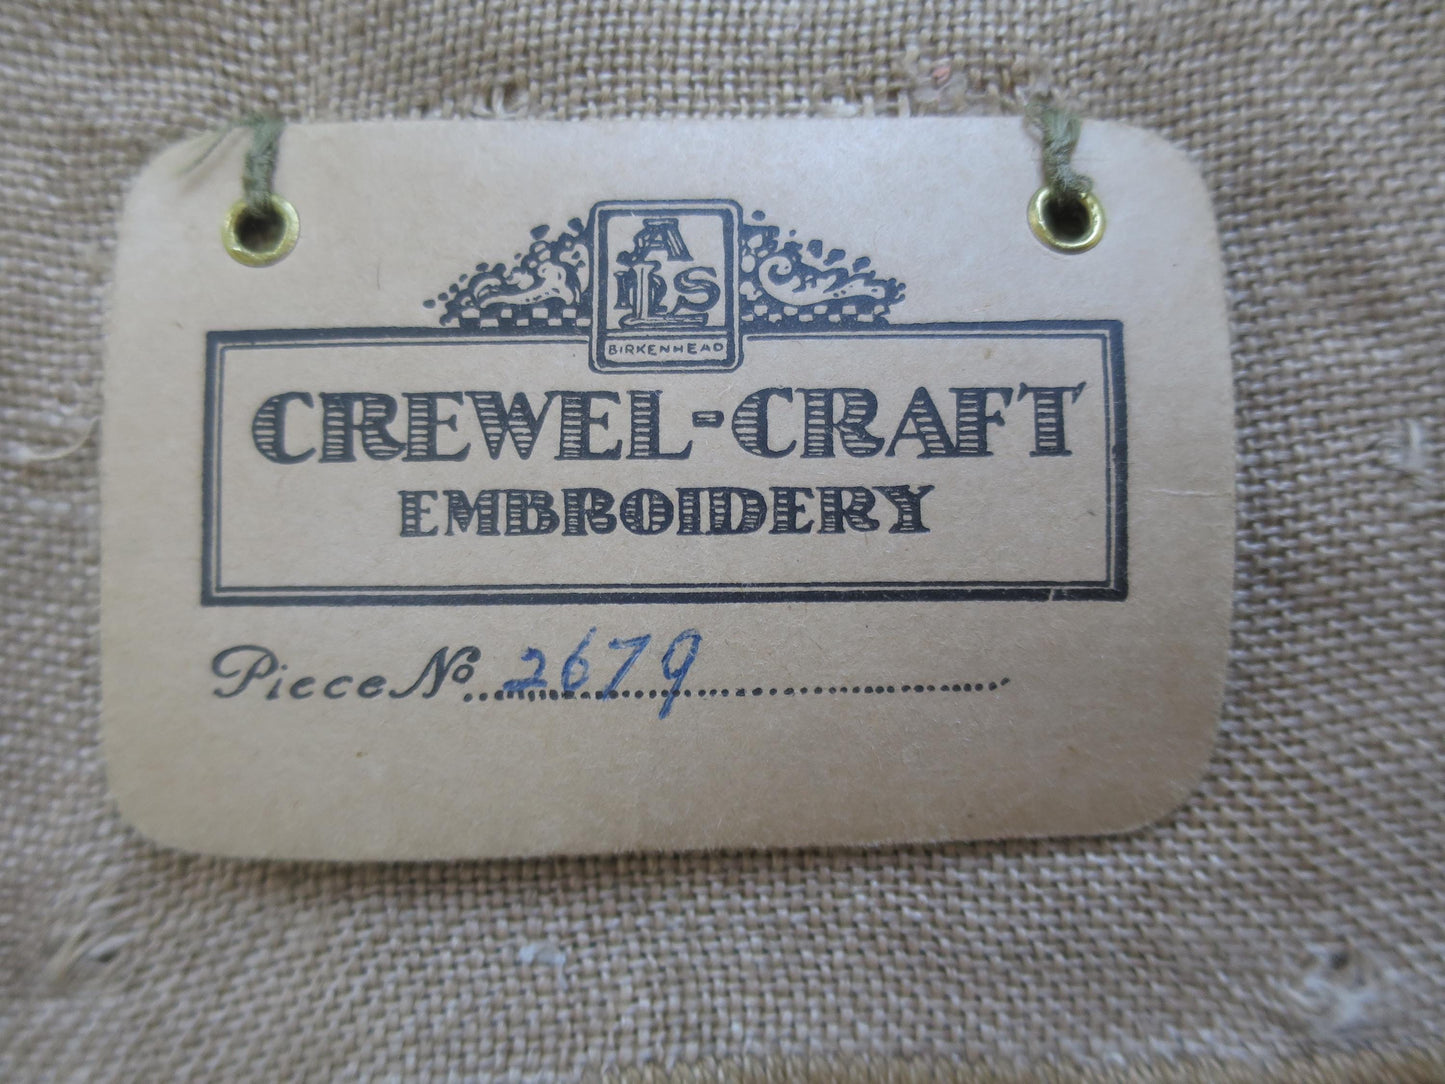 ALS
BIRKENHEAD
CREWEL-CRAFT
EMBROIDERY
Piece No 2679